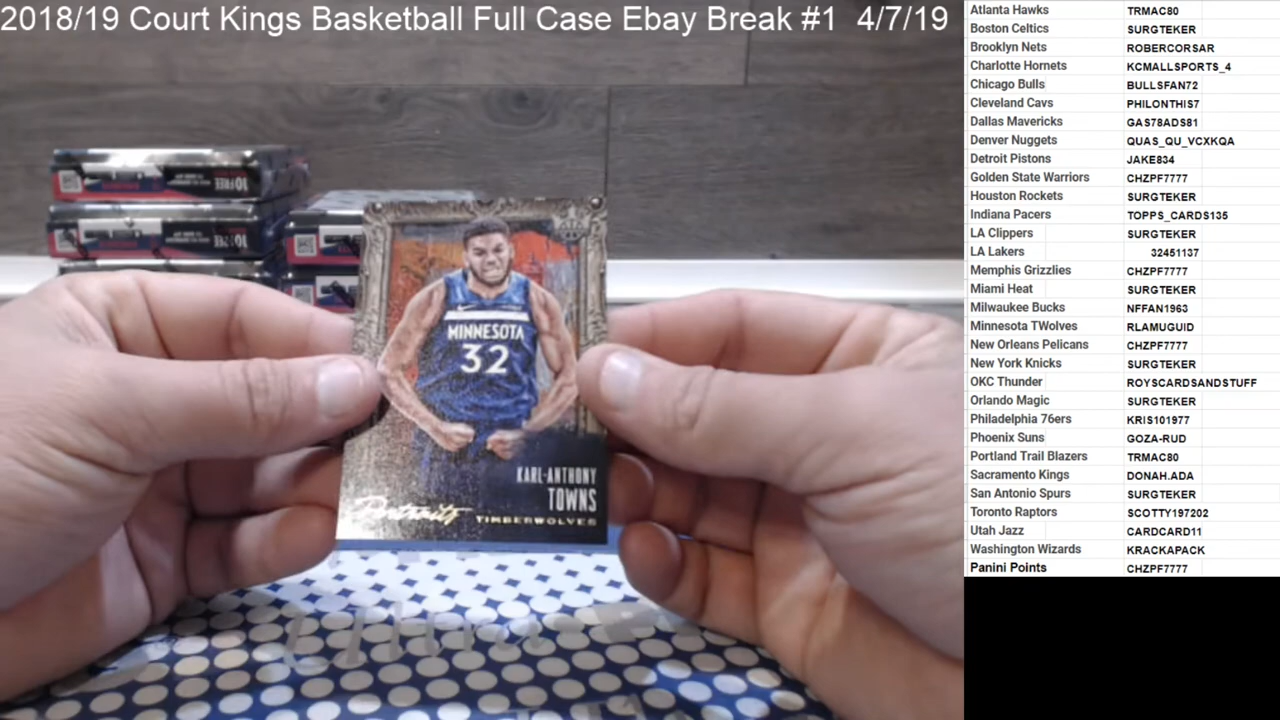 2018/19 Court Kings Basketball Full Case Ebay Break #1 4/7/19
Atlanta Hawks TRMAC80
Boston Celtics SURGTEKER
Brooklyn Nets ROBERCORSAR
Charlotte Hornets KCMALLSPORTS_4
Chicago Bulls BULLSFAN72
Cleveland Cavs PHILONTHIS7
Dallas Mavericks GAS78ADS81
Denver Nuggets QUAS_QU_VCXKQA
Detroit Pistons JAKE834
Golden State Warriors CHZPF7777
Houston Rockets SURGTEKER
Indiana Pacers TOPPS_CARDS135
LA Clippers SURGTEKER
LA Lakers 32451137
Memphis Grizzlies CHZPF7777
Miami Heat SURGTEKER
Milwaukee Bucks NFFAN1963
Minnesota TWolves RLAMUGUID
New Orleans Pelicans CHZPF7777
New York Knicks SURGTEKER
OKC Thunder ROYSCARDSANDSTUFF
Orlando Magic SURGTEKER
Philadelphia 76ers KRIS101977
Phoenix Suns GOZA-RUD
Portland Trail Blazers TRMAC80
Sacramento Kings DONAH.ADA
San Antonio Spurs SURGTEKER
Toronto Raptors SCOTTY197202
Utah Jazz CARDCARD11
Washington Wizards KRACKAPACK
Panini Points CHZPF7777
MINNESOTA
32
KARL-ANTHONY
TOWNS
Portraits TIMBERWOLVES